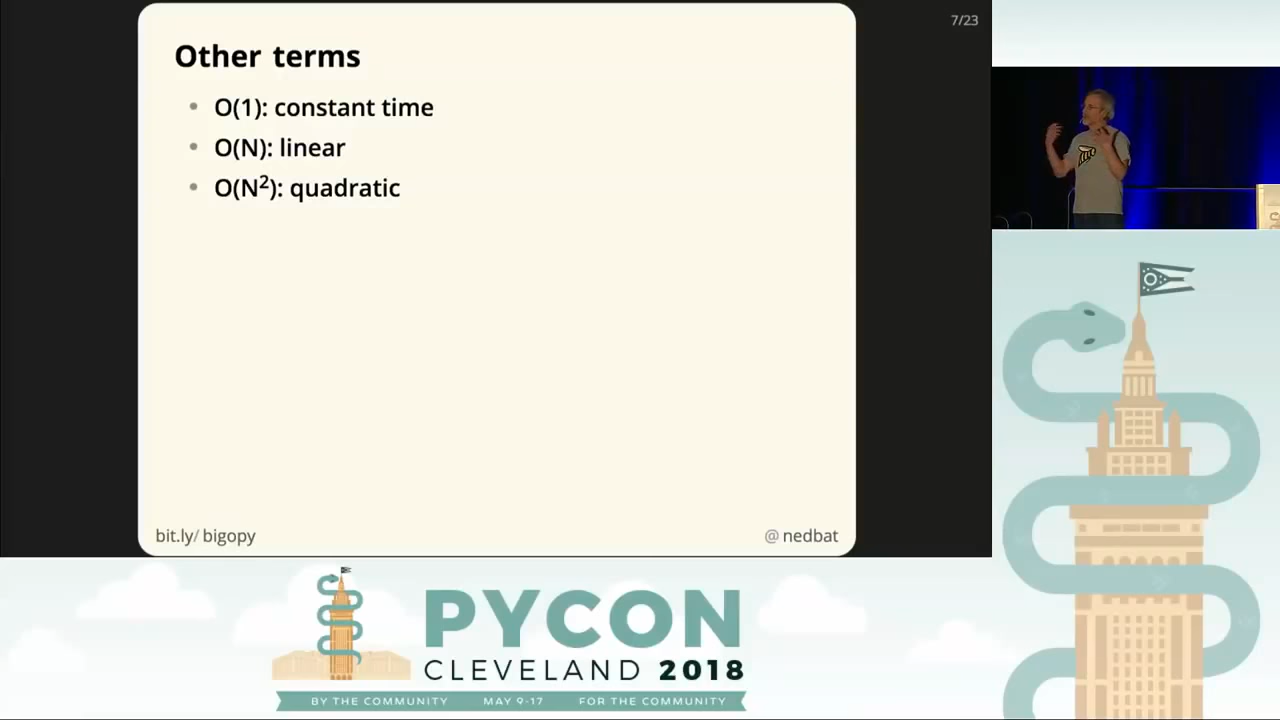 7/23
Other terms
• O(1): constant time
• O(N): linear
• O(N²): quadratic
bit.ly/bigopy
@nedbat
PYCON
CLEVELAND 2018
BY THE COMMUNITY MAY 9-17 FOR THE COMMUNITY